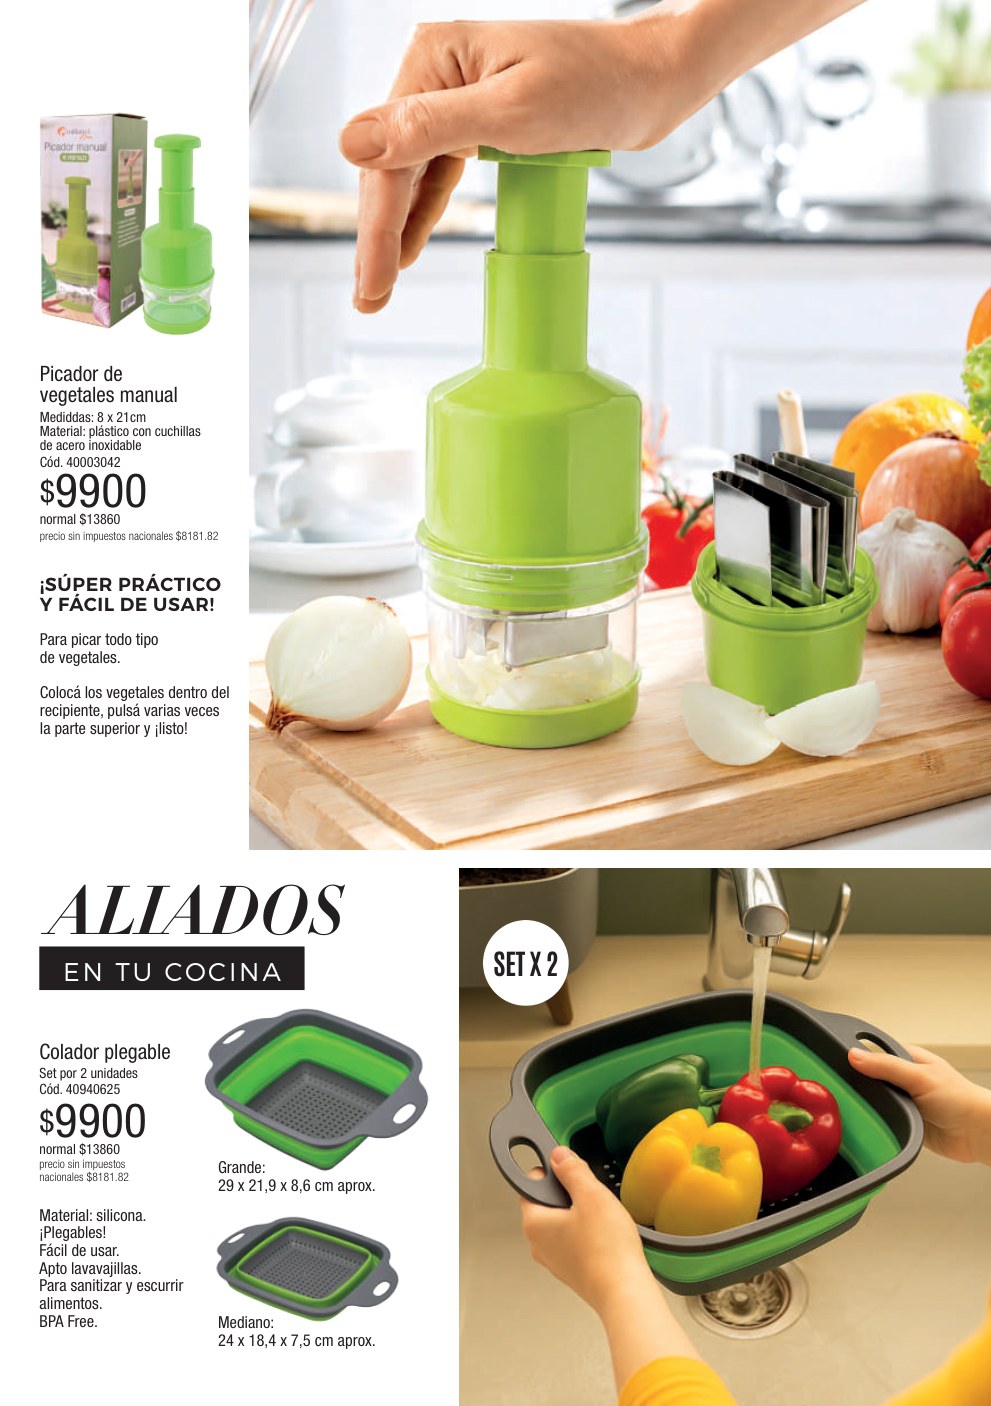 Picador manual
Picador de
vegetales manual
Mediddas: 8 x 21cm
Material: plástico con cuchillas
de acero inoxidable
Cód. 40003042
$9900
normal $13860
precio sin impuestos nacionales $8181.82
¡SÚPER PRÁCTICO
Y FÁCIL DE USAR!
Para picar todo tipo
de vegetales.
Colocá los vegetales dentro del
recipiente, pulsá varias veces
la parte superior y ¡listo!
ALIADOS
EN TU COCINA
SET X 2
Colador plegable
Set por 2 unidades
Cód. 40940625
$9900
normal $13860
precio sin impuestos
nacionales $8181.82
Material: silicona.
¡Plegables!
Fácil de usar.
Apto lavavajillas.
Para sanitizar y escurrir
alimentos.
BPA Free.
Grande:
29 x 21,9 x 8,6 cm aprox.
Mediano:
24 x 18,4 x 7,5 cm aprox.